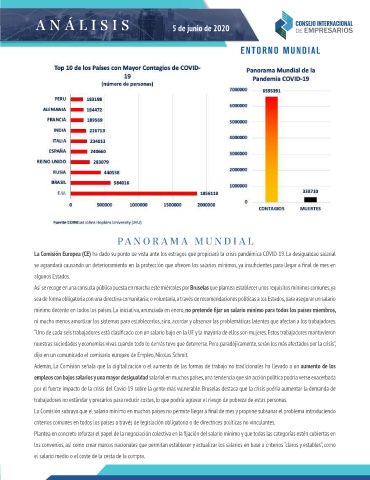 ANÁLISIS
5 de junio de 2020
CONSEJO INTERNACIONAL
DE EMPRESARIOS
ENTORNO MUNDIAL
Top 10 de los Países con Mayor Contagios de COVID-
19
(número de personas)
PERU 183198
ALEMANIA 184472
FRANCIA 189569
INDIA 226713
ITALIA 234013
ESPAÑA 240660
REINO UNIDO 283079
RUSIA 440538
BRASIL 584016
E.U. 1856118
0 500000 1000000 1500000 2000000
Panorama Mundial de la
Pandemia COVID-19
7000000
6000000
5000000
4000000
3000000
2000000
1000000
0
6595391
338710
CONTAGIOS MUERTES
PANORAMA MUNDIAL
La Comisión Europea (CE) ha dado su punto de vista ante los estragos que propiciará la crisis pandémica COVID-19. La desigualdad salarial
se agrandará causando un deterioramiento en la protección que ofrecen los salarios mínimos, ya insuficientes para llegar a final de mes en
algunos Estados.
Así se recoge en una consulta pública puesta en marcha este miércoles por Bruselas que planea establecer unos requisitos mínimos comunes, ya
sea de forma obligatoria con una directiva comunitaria; o voluntaria, a través de recomendaciones políticas a los Estados, para asegurar un salario
mínimo decente en todos los países. La iniciativa, anunciada en enero, no pretende fijar un salario mínimo para todos los países miembros,
ni mucho menos armonizar los sistemas para establecerlos, sino, acordar y abonar las problemáticas latentes que afectan a los trabajadores.
"Uno de cada seis trabajadores está clasificado con un salario bajo en la UE y la mayoría de ellos son mujeres. Estos trabajadores mantuvieron
nuestras sociedades y economías vivas cuando todo lo demás tuvo que detenerse. Pero, paradójicamente, serán los más afectados por la crisis",
dijo en un comunicado el comisario europeo de Empleo, Nicolas Schmit.
Además, La Comisión señala que la digitalización o el aumento de las formas de trabajo no tradicionales ha llevado a un aumento de los
empleos con bajos salarios y una mayor desigualdad salarial en muchos países, una tendencia que sin acción política podría verse exacerbada
por el fuerte impacto de la crisis del Covid-19 sobre la gente más vulnerable. Bruselas destaca que la crisis podría aumentar la demanda de
trabajadores no estándar y precarios para reducir costes, lo que podría agravar el riesgo de pobreza de estas personas.
La Comisión subraya que el salario mínimo en muchos países no permite llegar a final de mes y propone subsanar el problema introduciendo
criterios comunes en todos los países a través de legislación obligatoria o de directrices políticas no vinculantes.
Plantea en concreto reforzar el papel de la negociación colectiva en la fijación del salario mínimo y que todas las categorías estén cubiertas en
los convenios, así como crear marcos nacionales que permitan establecer y actualizar los salarios en base a criterios "claros y estables", como
el salario medio o el coste de la cesta de la compra.